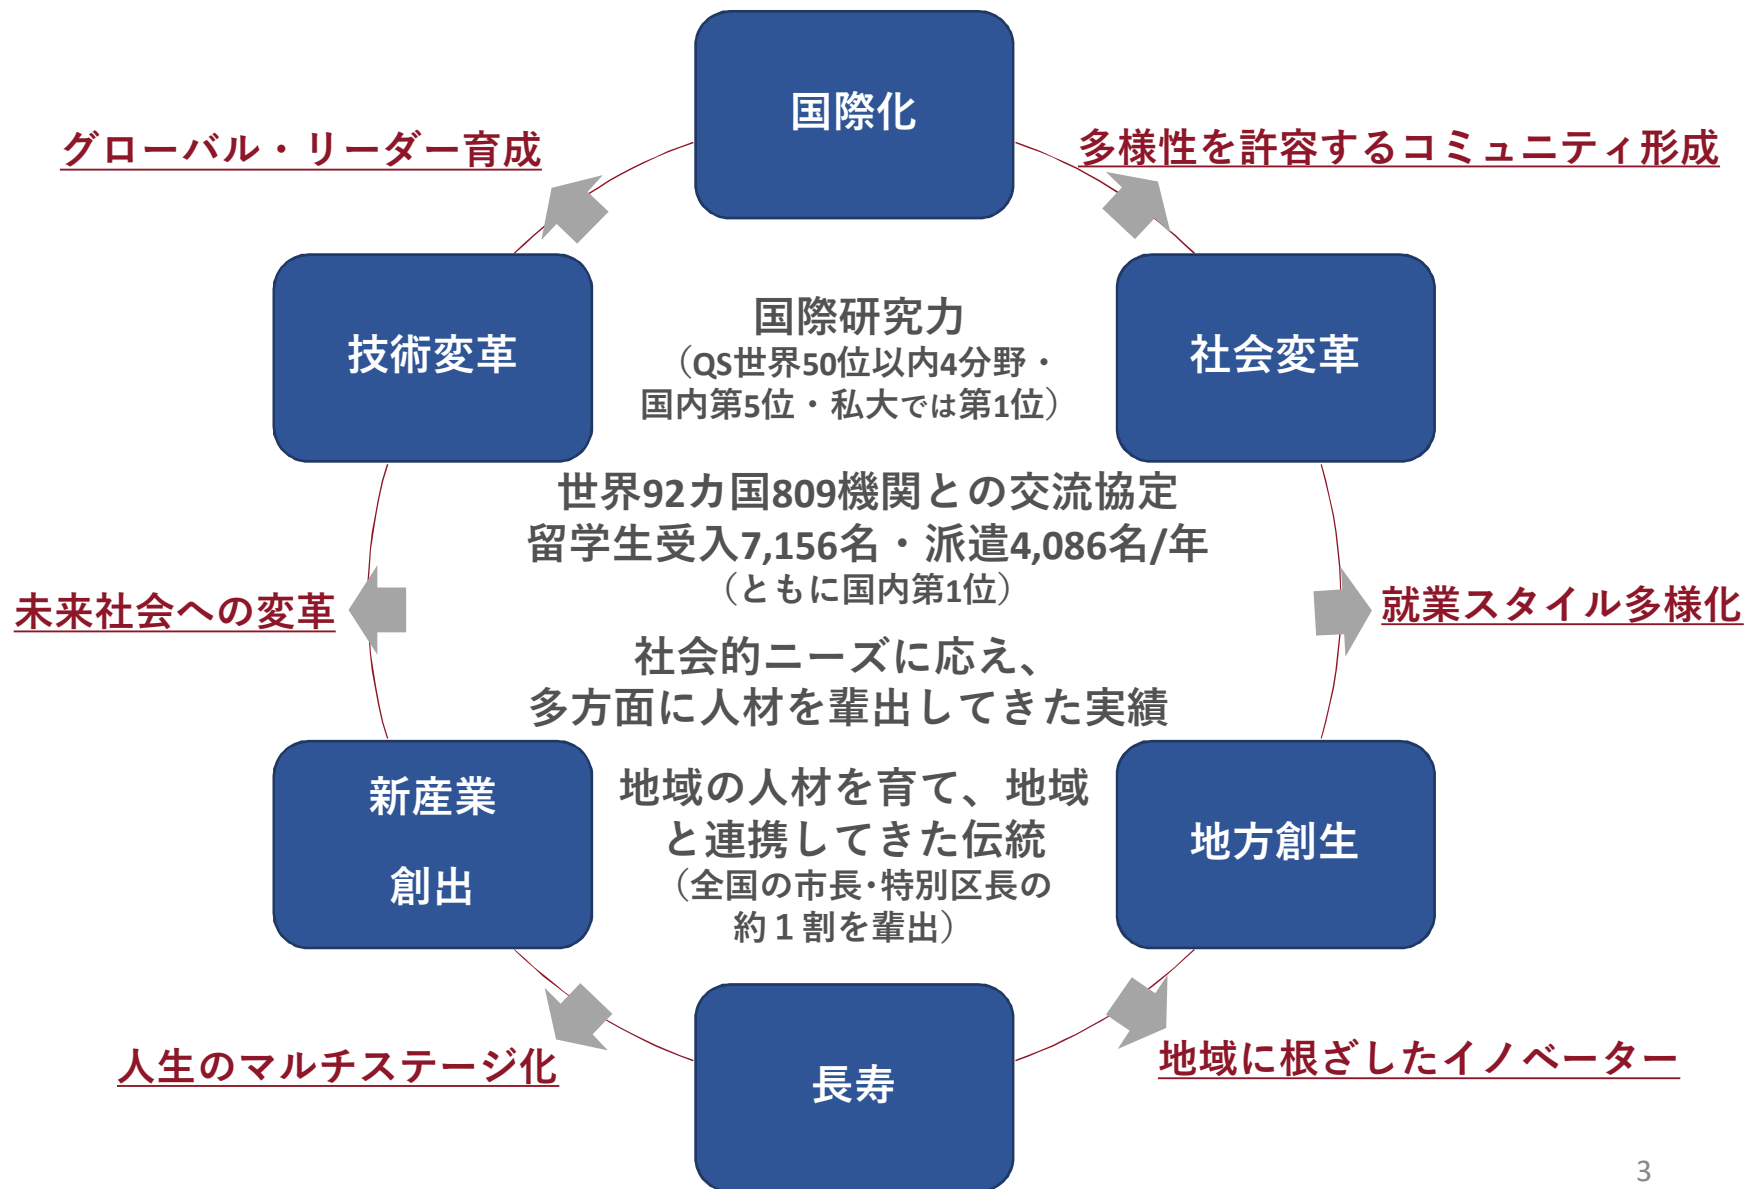 国際化
グローバル・リーダー育成
多様性を許容するコミュニティ形成
技術変革
社会変革
国際研究力
（QS世界50位以内4分野・
国内第5位・私大では第1位）
世界92カ国809機関との交流協定
留学生受入7,156名・派遣4,086名/年
（ともに国内第1位）
未来社会への変革
就業スタイル多様化
社会的ニーズに応え、
多方面に人材を輩出してきた実績
新産業
創出
地域の人材を育て、地域
と連携してきた伝統
（全国の市長･特別区長の
約１割を輩出）
地方創生
人生のマルチステージ化
地域に根ざしたイノベーター
長寿
3